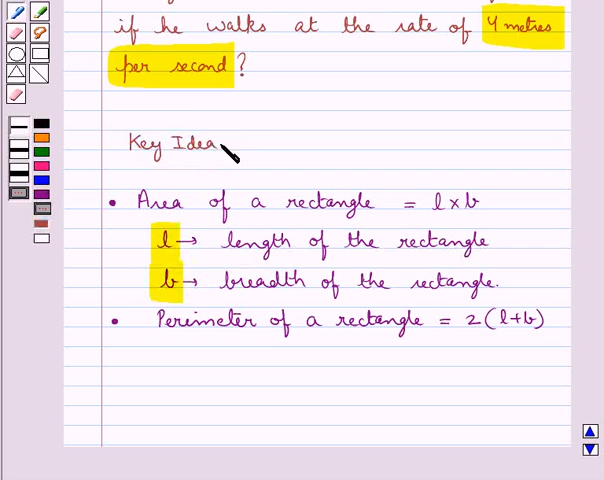 if he walks at the rate of 4 metres
per second?
Key Idea
• Area of a rectangle = l × b
l → length of the rectangle
b → breadth of the rectangle.
• Perimeter of a rectangle = 2(l+b)